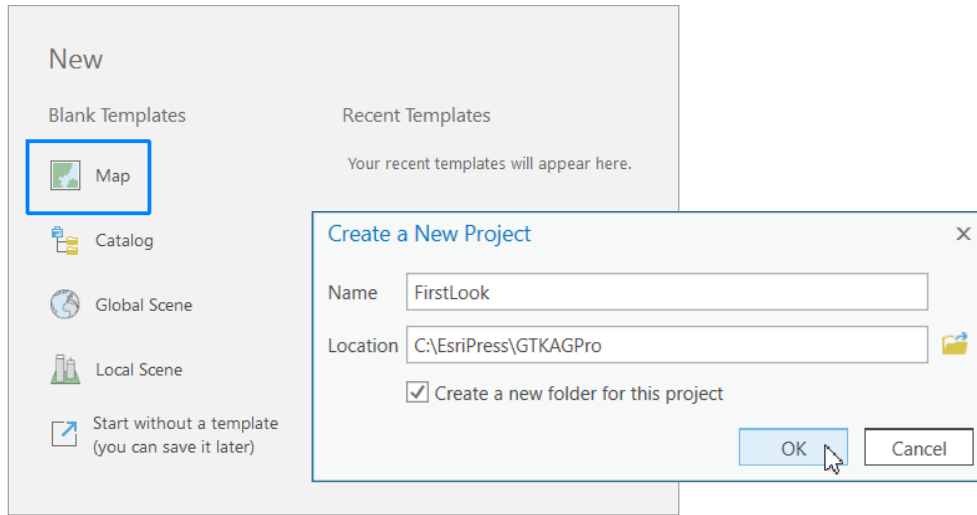 New
Blank Templates
Recent Templates
Map
Your recent templates will appear here.
Catalog
Global Scene
Local Scene
Start without a template
(you can save it later)
Create a New Project
Name
FirstLook
Location
C:\EsriPress\GTKAGPro
Create a new folder for this project
OK
Cancel